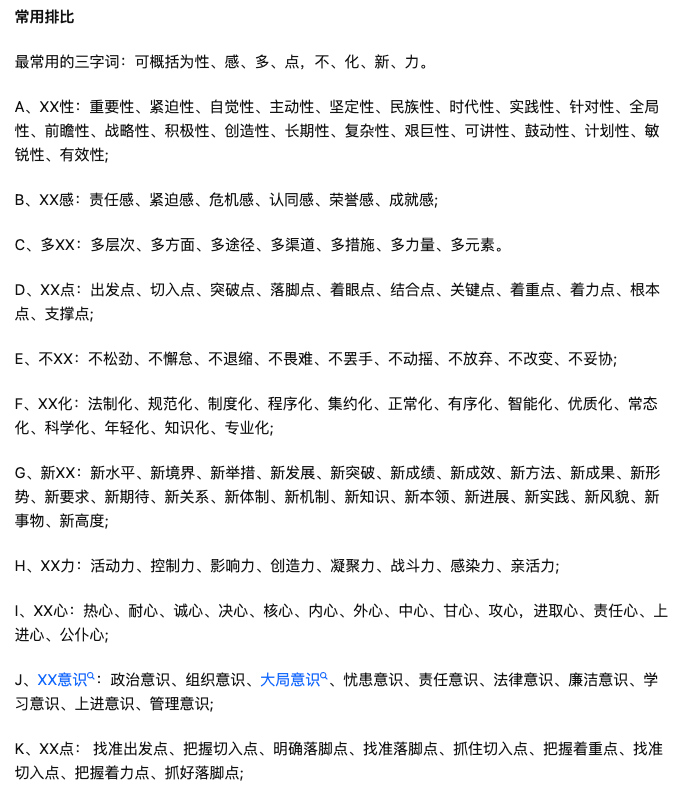 常用排比
最常用的三字词：可概括为性、感、多、点，不、化、新、力。
A、XX性：重要性、紧迫性、自觉性、主动性、坚定性、民族性、时代性、实践性、针对性、全局
性、前瞻性、战略性、积极性、创造性、长期性、复杂性、艰巨性、可讲性、鼓动性、计划性、敏
锐性、有效性;
B、XX感：责任感、紧迫感、危机感、认同感、荣誉感、成就感;
C、多XX：多层次、多方面、多途径、多渠道、多措施、多力量、多元素。
D、XX点：出发点、切入点、突破点、落脚点、着眼点、结合点、关键点、着重点、着力点、根本
点、支撑点;
E、不XX：不松劲、不懈怠、不退缩、不畏难、不罢手、不动摇、不放弃、不改变、不妥协;
F、XX化：法制化、规范化、制度化、程序化、集约化、正常化、有序化、智能化、优质化、常态
化、科学化、年轻化、知识化、专业化;
G、新XX：新水平、新境界、新举措、新发展、新突破、新成绩、新成效、新方法、新成果、新形
势、新要求、新期待、新关系、新体制、新机制、新知识、新本领、新进展、新实践、新风貌、新
事物、新高度;
H、XX力：活动力、控制力、影响力、创造力、凝聚力、战斗力、感染力、亲活力;
I、XX心：热心、耐心、诚心、决心、核心、内心、外心、中心、甘心、攻心，进取心、责任心、上
进心、公仆心;
J、XX意识：政治意识、组织意识、大局意识、忧患意识、责任意识、法律意识、廉洁意识、学
习意识、上进意识、管理意识;
K、XX点： 找准出发点、把握切入点、明确落脚点、找准落脚点、抓住切入点、把握着重点、找准
切入点、把握着力点、抓好落脚点;